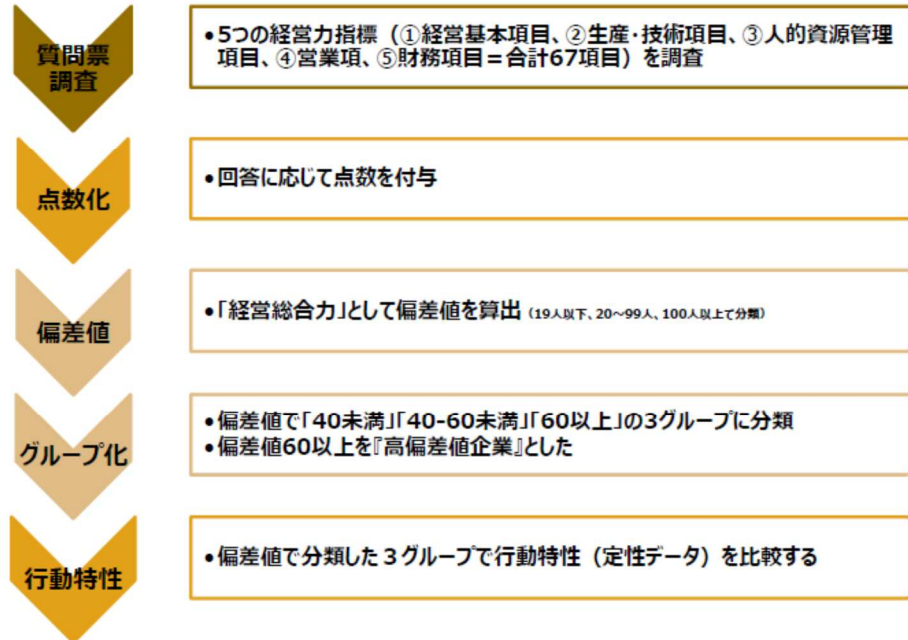 質問票
調査
•5つの経営力指標（①経営基本項目、②生産・技術項目、③人的資源管理
項目、④営業項、⑤財務項目＝合計67項目）を調査
点数化
•回答に応じて点数を付与
偏差値
•「経営総合力」として偏差値を算出（19人以下、20～99人、100人以上で分類）
グループ化
•偏差値で「40未満」「40-60未満」「60以上」の3グループに分類
•偏差値60以上を『高偏差値企業』とした
行動特性
•偏差値で分類した３グループで行動特性（定性データ）を比較する